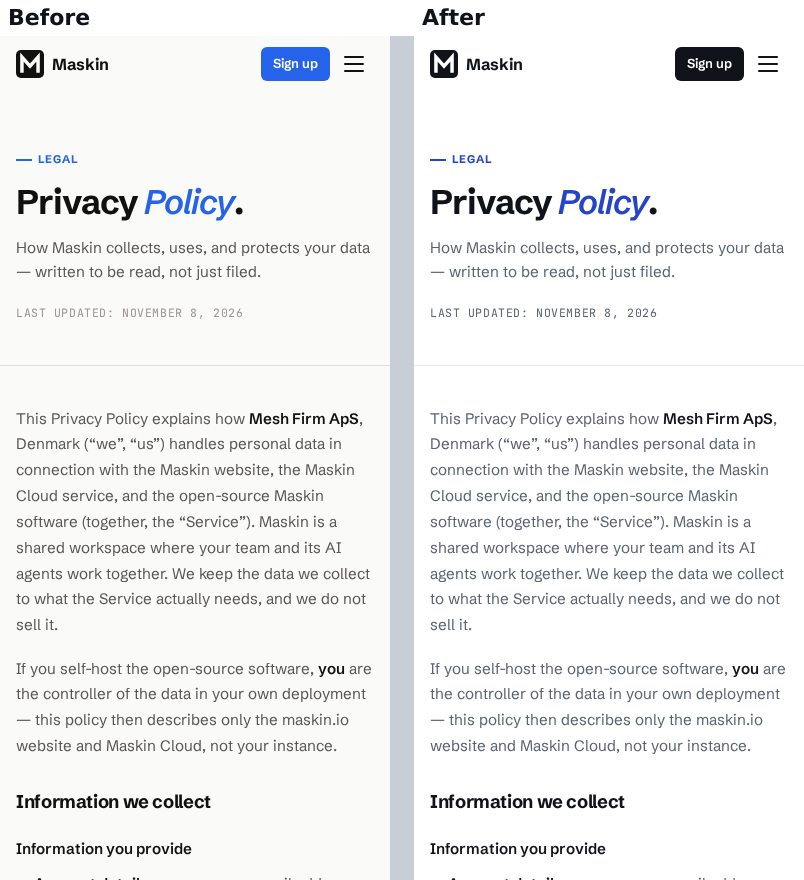 Before
Maskin
Sign up
LEGAL
Privacy Policy.
How Maskin collects, uses, and protects your data
— written to be read, not just filed.
LAST UPDATED: NOVEMBER 8, 2026
This Privacy Policy explains how Mesh Firm ApS,
Denmark (“we”, “us”) handles personal data in
connection with the Maskin website, the Maskin
Cloud service, and the open-source Maskin
software (together, the “Service”). Maskin is a
shared workspace where your team and its AI
agents work together. We keep the data we collect
to what the Service actually needs, and we do not
sell it.
If you self-host the open-source software, you are
the controller of the data in your own deployment
— this policy then describes only the maskin.io
website and Maskin Cloud, not your instance.
Information we collect
Information you provide
After
Maskin
Sign up
LEGAL
Privacy Policy.
How Maskin collects, uses, and protects your data
— written to be read, not just filed.
LAST UPDATED: NOVEMBER 8, 2026
This Privacy Policy explains how Mesh Firm ApS,
Denmark (“we”, “us”) handles personal data in
connection with the Maskin website, the Maskin
Cloud service, and the open-source Maskin
software (together, the “Service”). Maskin is a
shared workspace where your team and its AI
agents work together. We keep the data we collect
to what the Service actually needs, and we do not
sell it.
If you self-host the open-source software, you are
the controller of the data in your own deployment
— this policy then describes only the maskin.io
website and Maskin Cloud, not your instance.
Information we collect
Information you provide